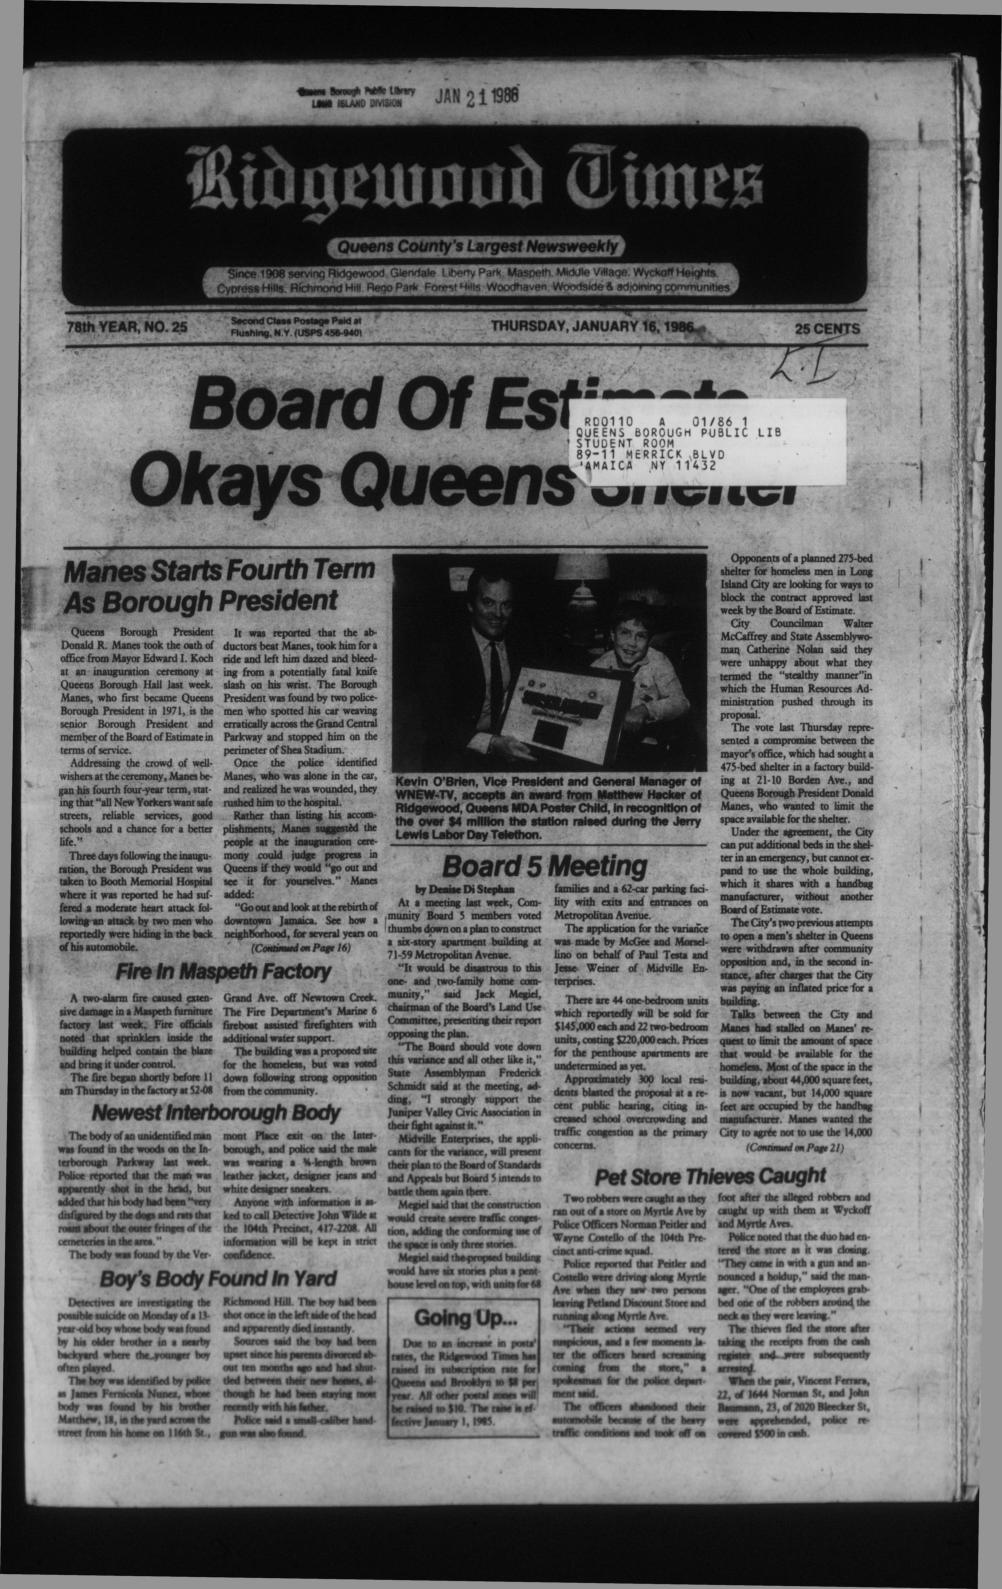 Queens Borough Public Library
LONG ISLAND DIVISION
JAN 21 1986
Ridgewood Times
Queens County's Largest Newsweekly
Since 1908 serving Ridgewood, Glendale, Liberty Park, Maspeth, Middle Village, Wyckoff Heights,
Cypress Hills, Richmond Hill, Rego Park, Forest Hills, Woodhaven, Woodside & adjoining communities
78th YEAR, NO. 25
Second Class Postage Paid at
Flushing, N.Y. (USPS 456-940)
THURSDAY, JANUARY 16, 1986
25 CENTS
L.I
Board Of Estimate
Okays Queens Shelter
RD0110 A 01/86 1
QUEENS BOROUGH PUBLIC LIB
STUDENT ROOM
89-11 MERRICK BLVD
JAMAICA NY 11432
Manes Starts Fourth Term
As Borough President
Queens Borough President
Donald R. Manes took the oath of
office from Mayor Edward I. Koch
at an inauguration ceremony at
Queens Borough Hall last week.
Manes, who first became Queens
Borough President in 1971, is the
senior Borough President and
member of the Board of Estimate in
terms of service.
Addressing the crowd of well-
wishers at the ceremony, Manes be-
gan his fourth four-year term, stat-
ing that "all New Yorkers want safe
streets, reliable services, good
schools and a chance for a better
life."
Three days following the inaugu-
ration, the Borough President was
taken to Booth Memorial Hospital
where it was reported he had suf-
fered a moderate heart attack fol-
lowing an attack by two men who
reportedly were hiding in the back
of his automobile.
It was reported that the ab-
ductors beat Manes, took him for a
ride and left him dazed and bleed-
ing from a potentially fatal knife
slash on his wrist. The Borough
President was found by two police-
men who spotted his car weaving
erratically across the Grand Central
Parkway and stopped him on the
perimeter of Shea Stadium.
Once the police identified
Manes, who was alone in the car,
and realized he was wounded, they
rushed him to the hospital.
Rather than listing his accom-
plishments, Manes suggested the
people at the inauguration cere-
mony could judge progress in
Queens if they would "go out and
see it for yourselves." Manes
added:
"Go out and look at the rebirth of
downtown Jamaica. See how a
neighborhood, for several years on
(Continued on Page 16)
Fire In Maspeth Factory
A two-alarm fire caused exten-
sive damage in a Maspeth furniture
factory last week. Fire officials
noted that sprinklers inside the
building helped contain the blaze
and bring it under control.
The fire began shortly before 11
am Thursday in the factory at 52-08
Grand Ave. off Newtown Creek.
The Fire Department's Marine 6
fireboat assisted firefighters with
additional water support.
The building was a proposed site
for the homeless, but was voted
down following strong opposition
from the community.
Newest Interborough Body
The body of an unidentified man
was found in the woods on the In-
terborough Parkway last week.
Police reported that the man was
apparently shot in the head, but
added that his body had been "very
disfigured by the dogs and rats that
roam about the outer fringes of the
cemeteries in the area."
The body was found by the Ver-
mont Place exit on the Inter-
borough, and police said the male
was wearing a ¾-length brown
leather jacket, designer jeans and
white designer sneakers.
Anyone with information is as-
ked to call Detective John Wilde at
the 104th Precinct, 417-2208. All
information will be kept in strict
confidence.
Boy's Body Found In Yard
Detectives are investigating the
possible suicide on Monday of a 13-
year-old boy whose body was found
by his older brother in a nearby
backyard where the younger boy
often played.
The boy was identified by police
as James Fernicola Nunez, whose
body was found by his brother
Matthew, 18, in the yard across the
street from his home on 116th St.,
Richmond Hill. The boy had been
shot once in the left side of the head
and apparently died instantly.
Sources said the boy had been
upset since his parents divorced ab-
out ten months ago and had shut-
tled between their new homes, al-
though he had been staying most
recently with his father.
Police said a small-caliber hand-
gun was also found.
Kevin O'Brien, Vice President and General Manager of
WNEW-TV, accepts an award from Matthew Hacker of
Ridgewood, Queens MDA Poster Child, in recognition of
the over $4 million the station raised during the Jerry
Lewis Labor Day Telethon.
Board 5 Meeting
by Denise Di Stephan
At a meeting last week, Com-
munity Board 5 members voted
thumbs down on a plan to construct
a six-story apartment building at
71-59 Metropolitan Avenue.
"It would be disastrous to this
one- and two-family home com-
munity," said Jack Megiel,
chairman of the Board's Land Use
Committee, presenting their report
opposing the plan.
"The Board should vote down
this variance and all other like it,"
State Assemblyman Frederick
Schmidt said at the meeting, ad-
ding, "I strongly support the
Juniper Valley Civic Association in
their fight against it."
Midville Enterprises, the appli-
cants for the variance, will present
their plan to the Board of Standards
and Appeals but Board 5 intends to
battle them again there.
Megiel said that the construction
would create severe traffic conges-
tion, adding the conforming use of
the space is only three stories.
Megiel said the proposed building
would have six stories plus a pent-
house level on top, with units for 68
families and a 62-car parking faci-
lity with exits and entrances on
Metropolitan Avenue.
The application for the variance
was made by McGee and Morsel-
lino on behalf of Paul Testa and
Jesse Weiner of Midville En-
terprises.
There are 44 one-bedroom units
which reportedly will be sold for
$145,000 each and 22 two-bedroom
units, costing $220,000 each. Prices
for the penthouse apartments are
undetermined as yet.
Approximately 300 local resi-
dents blasted the proposal at a re-
cent public hearing, citing in-
creased school overcrowding and
traffic congestion as the primary
concerns.
Going Up...
Due to an increase in posts'
rates, the Ridgewood Times has
raised its subscription rate for
Queens and Brooklyn to $8 per
year. All other postal zones will
be raised to $10. The raise is ef-
fective January 1, 1985.
Opponents of a planned 275-bed
shelter for homeless men in Long
Island City are looking for ways to
block the contract approved last
week by the Board of Estimate.
City Councilman Walter
McCaffrey and State Assemblywo-
man Catherine Nolan said they
were unhappy about what they
termed the "stealthy manner"in
which the Human Resources Ad-
ministration pushed through its
proposal.
The vote last Thursday repre-
sented a compromise between the
mayor's office, which had sought a
475-bed shelter in a factory build-
ing at 21-10 Borden Ave., and
Queens Borough President Donald
Manes, who wanted to limit the
space available for the shelter.
Under the agreement, the City
can put additional beds in the shel-
ter in an emergency, but cannot ex-
pand to use the whole building,
which it shares with a handbag
manufacturer, without another
Board of Estimate vote.
The City's two previous attempts
to open a men's shelter in Queens
were withdrawn after community
opposition and, in the second in-
stance, after charges that the City
was paying an inflated price for a
building.
Talks between the City and
Manes had stalled on Manes' re-
quest to limit the amount of space
that would be available for the
homeless. Most of the space in the
building, about 44,000 square feet,
is now vacant, but 14,000 square
feet are occupied by the handbag
manufacturer. Manes wanted the
City to agree not to use the 14,000
(Continued on Page 21)
Pet Store Thieves Caught
Two robbers were caught as they
ran out of a store on Myrtle Ave by
Police Officers Norman Peitler and
Wayne Costello of the 104th Pre-
cinct anti-crime squad.
Police reported that Peitler and
Costello were driving along Myrtle
Ave when they saw two persons
leaving Petland Discount Store and
running along Myrtle Ave.
"Their actions seemed very
suspicious, and a few moments la-
ter the officers heard screaming
coming from the store," a
spokesman for the police depart-
ment said.
The officers abandoned their
automobile because of the heavy
traffic conditions and took off on
foot after the alleged robbers and
caught up with them at Wyckoff
and Myrtle Aves.
Police noted that the duo had en-
tered the store as it was closing.
"They came in with a gun and an-
nounced a holdup," said the man-
ager. "One of the employees grab-
bed one of the robbers around the
neck as they were leaving."
The thieves fled the store after
taking the receipts from the cash
register and were subsequently
arrested.
When the pair, Vincent Ferrara,
22, of 1644 Norman St, and John
Baumann, 23, of 2020 Bleecker St,
were apprehended, police re-
covered $500 in cash.